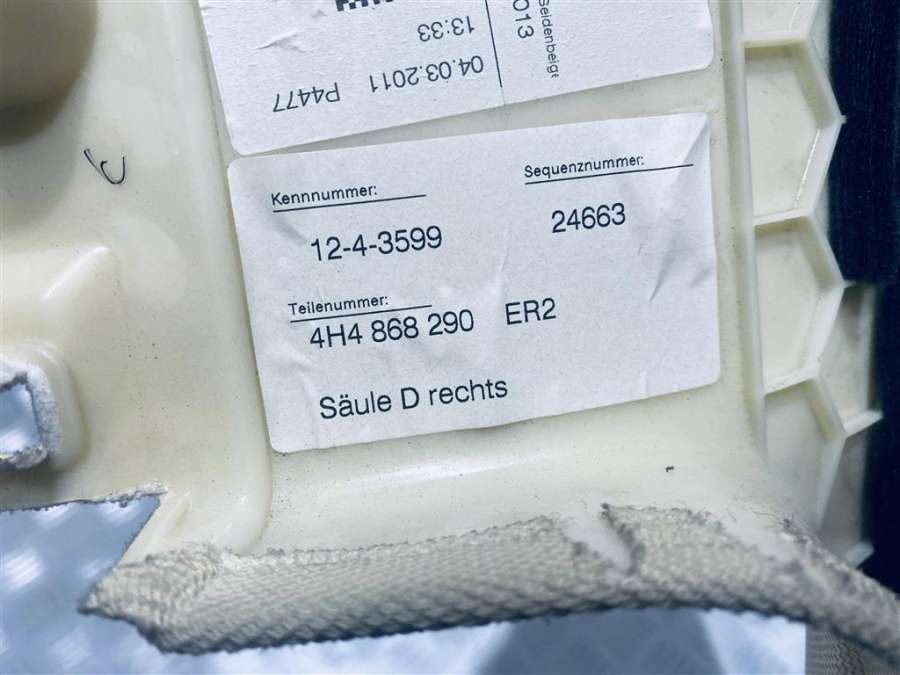 13:33
04.03.2011 P4477
013
Seidenbeige
Kennnummer:
12-4-3599
Sequenznummer:
24663
Teilenummer:
4H4 868 290 ER2
Säule D rechts